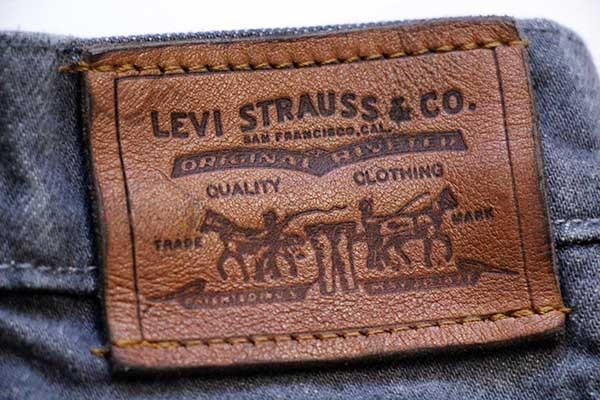 LEVI STRAUSS & CO.
SAN FRANCISCO, CAL.
ORIGINAL RIVETED
QUALITY CLOTHING
TRADE MARK